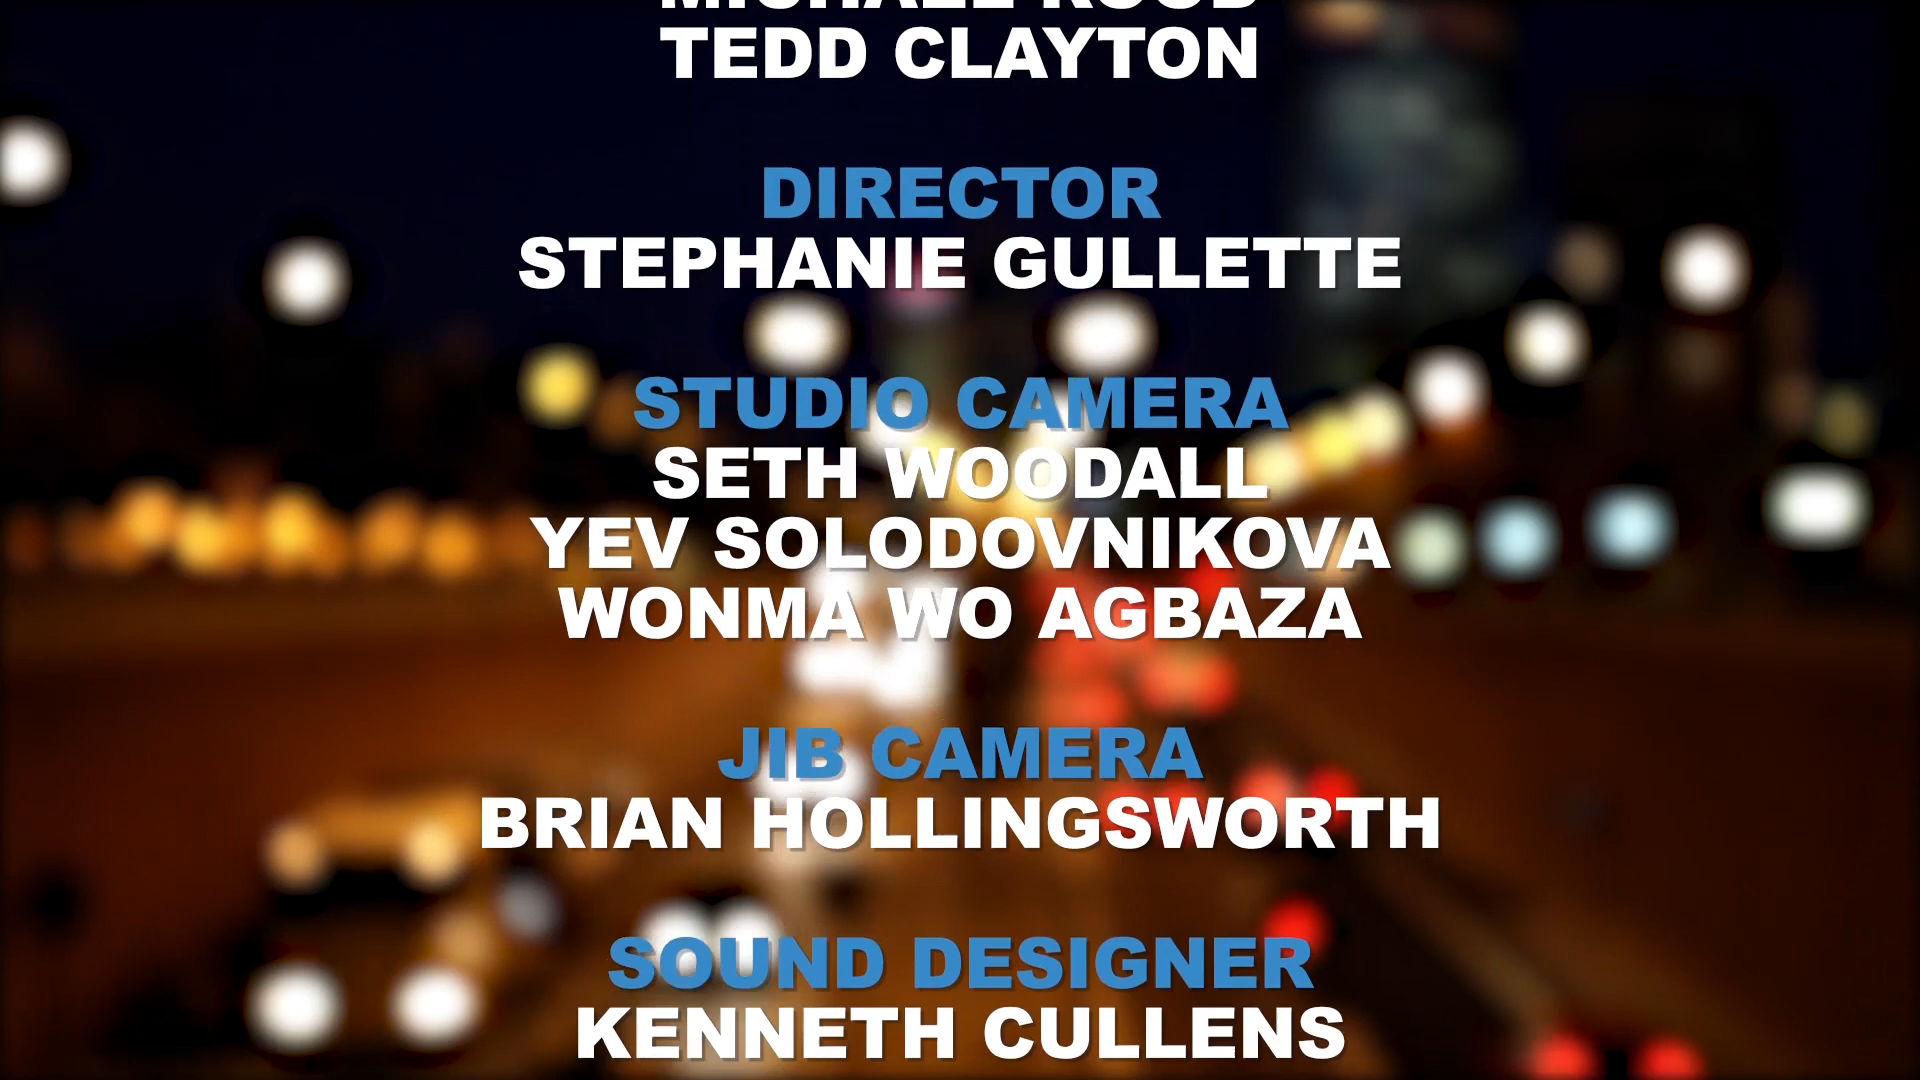 TEDD CLAYTON
DIRECTOR
STEPHANIE GULLETTE
STUDIO CAMERA
SETH WOODALL
YEV SOLODOVNIKOVA
WONMA WO AGBAZA
JIB CAMERA
BRIAN HOLLINGSWORTH
SOUND DESIGNER
KENNETH CULLENS